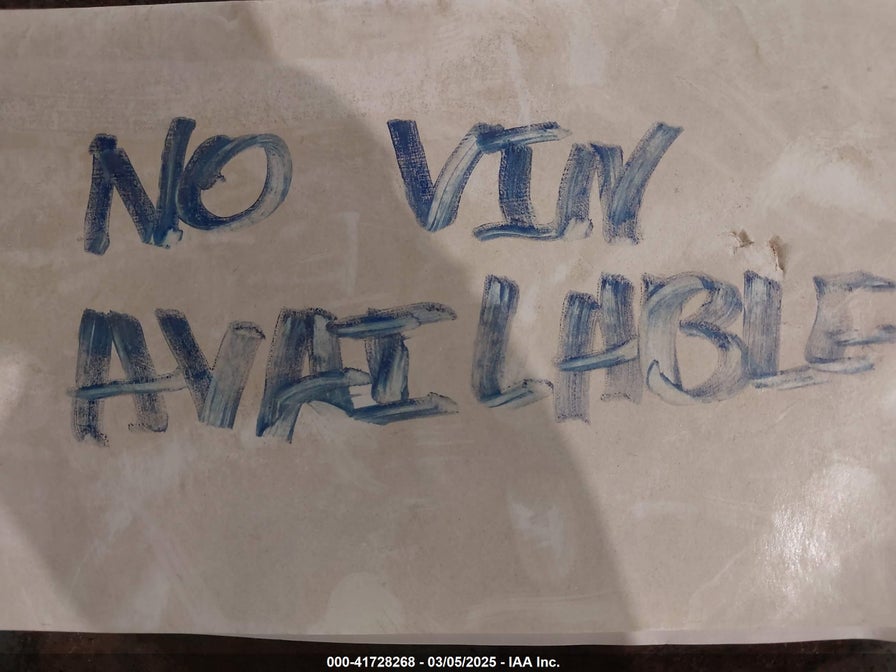 NO VIN
AVAILABLE
000-41728268 - 03/05/2025 - IAA Inc.